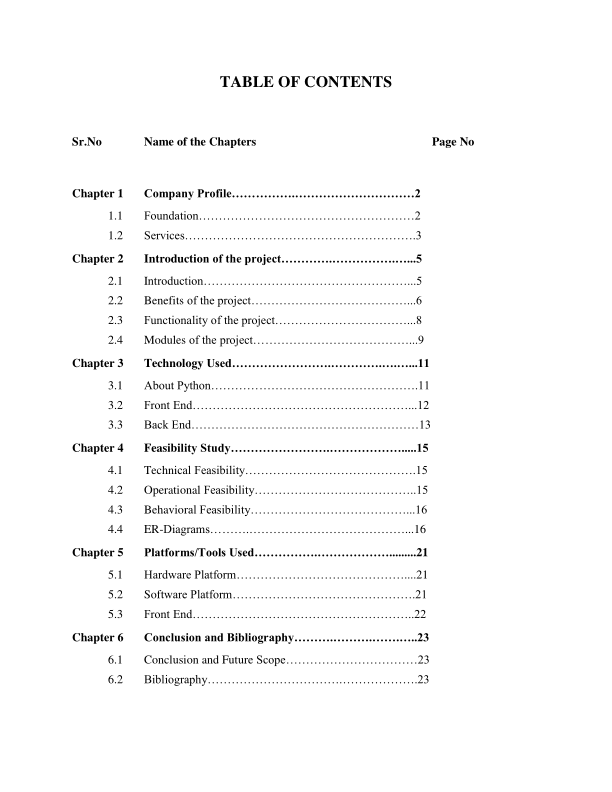 TABLE OF CONTENTS
Sr.No Name of the Chapters Page No
Chapter 1 Company Profile…………….………………………2
1.1 Foundation………………………………………………2
1.2 Services………………………………………………….3
Chapter 2 Introduction of the project………….…………….…...5
2.1 Introduction……………………………………………...5
2.2 Benefits of the project…………………………………...6
2.3 Functionality of the project……………………………...8
2.4 Modules of the project…………………………………...9
Chapter 3 Technology Used…………………….………….….…...11
3.1 About Python…………………………………………….11
3.2 Front End………………………………………………...12
3.3 Back End…………………………………………………13
Chapter 4 Feasibility Study…………………….……………….....15
4.1 Technical Feasibility…………………………………….15
4.2 Operational Feasibility…………………………………..15
4.3 Behavioral Feasibility…………………………………...16
4.4 ER-Diagrams……….…………………………………...16
Chapter 5 Platforms/Tools Used…………….……………….........21
5.1 Hardware Platform……………………………………....21
5.2 Software Platform……………………………………….21
5.3 Front End………………………………………………..22
Chapter 6 Conclusion and Bibliography……….……….…….….23
6.1 Conclusion and Future Scope……………………………23
6.2 Bibliography…………………………….……………….23